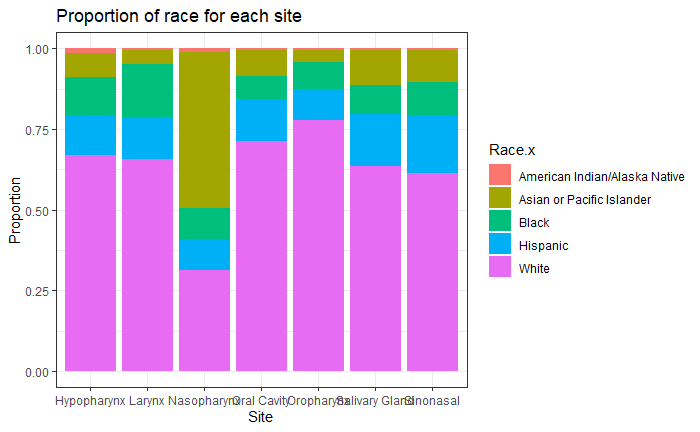 Proportion of race for each site
Proportion
1.00
0.75
0.50
0.25
0.00
Hypopharynx Larynx Nasopharynx Oral Cavity Oropharynx Salivary Gland Sinonasal
Site
Race.x
American Indian/Alaska Native
Asian or Pacific Islander
Black
Hispanic
White